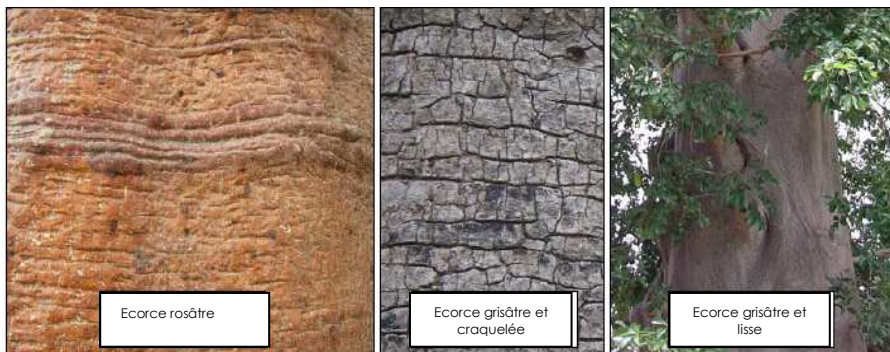 Ecorce rosâtre
Ecorce grisâtre et
craquelée
Ecorce grisâtre et
lisse